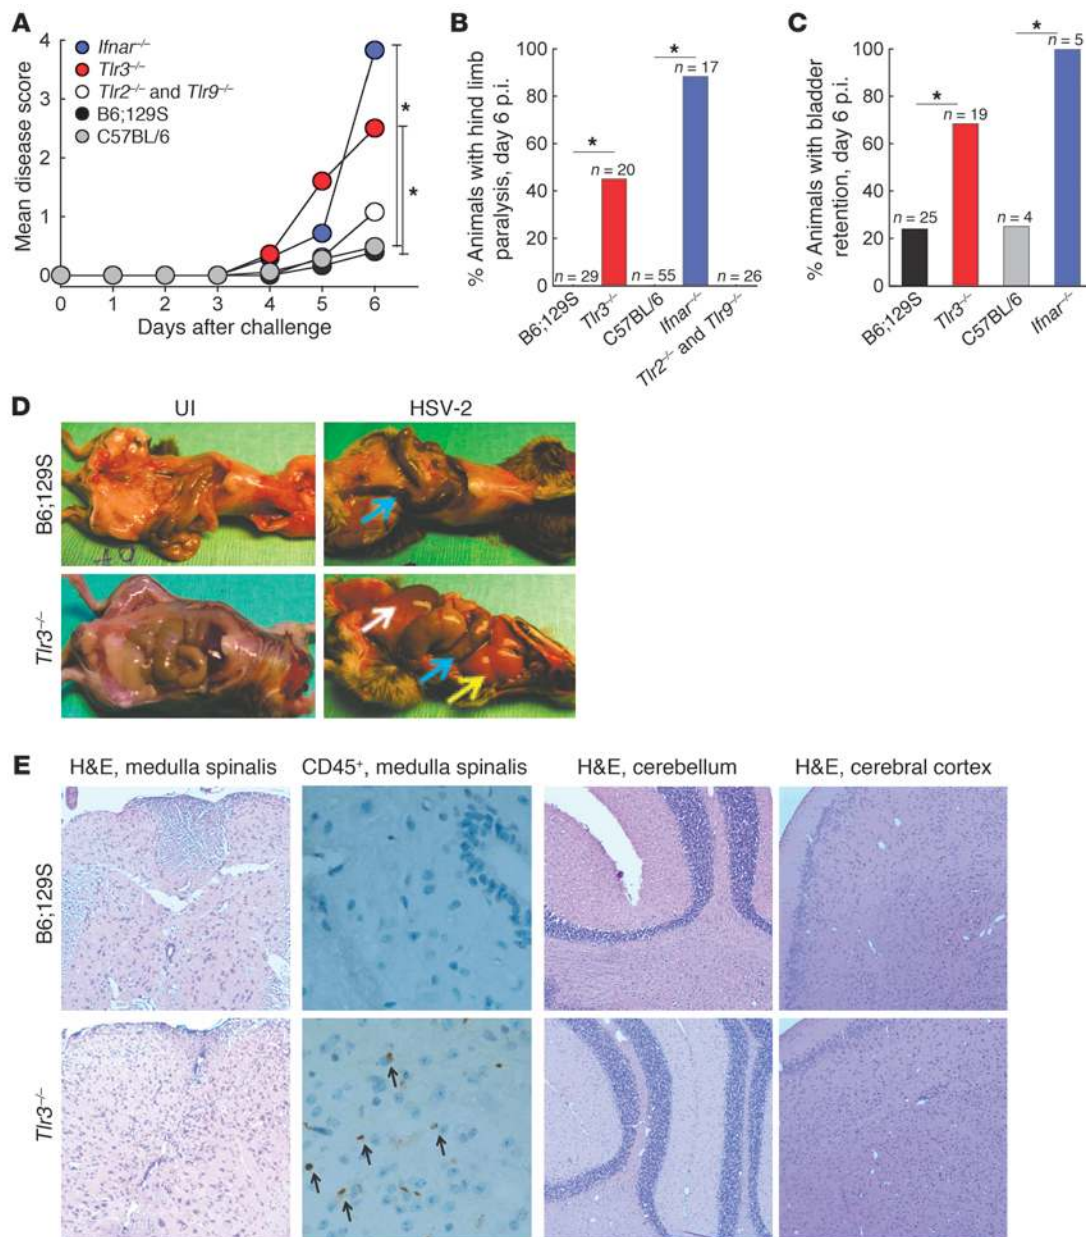 A
Mean disease score
4
3
2
1
0
Ifnar–/–
Tlr3–/–
Tlr2–/– and Tlr9–/–
B6;129S
C57BL/6
*
*
0 1 2 3 4 5 6
Days after challenge
B
% Animals with hind limb
paralysis, day 6 p.i.
100
80
60
40
20
0
*
n = 17
*
n = 20
n = 29
n = 55
n = 26
B6;129S
Tlr3–/–
C57BL/6
Ifnar–/–
Tlr2–/– and Tlr9–/–
C
% Animals with bladder
retention, day 6 p.i.
100
80
60
40
20
0
*
n = 5
*
n = 19
n = 25
n = 4
B6;129S
Tlr3–/–
C57BL/6
Ifnar–/–
D
UI
HSV-2
B6;129S
Tlr3–/–
E
H&E, medulla spinalis
CD45+, medulla spinalis
H&E, cerebellum
H&E, cerebral cortex
B6;129S
Tlr3–/–